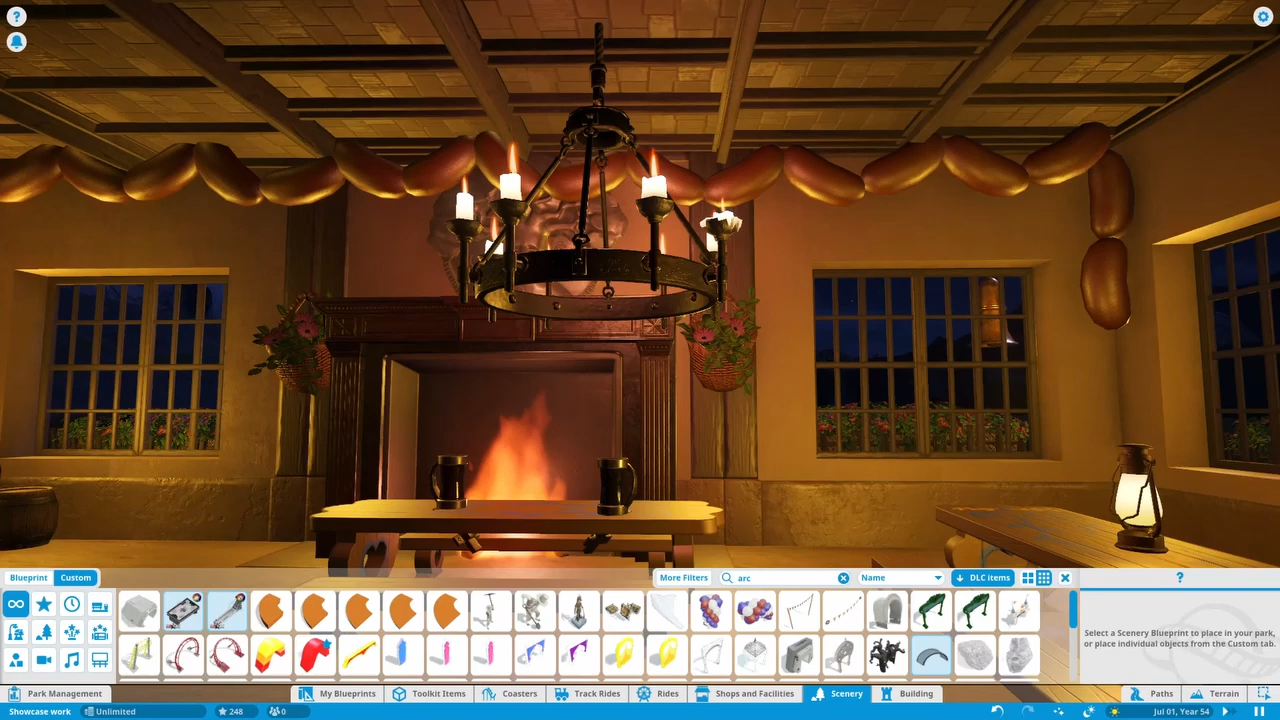 ?
Blueprint Custom
More Filters arc Name DLC items
?
Select a Scenery Blueprint to place in your park,
or place individual objects from the Custom tab.
Park Management My Blueprints Toolkit Items Coasters Track Rides Rides Shops and Facilities Scenery Building Paths Terrain
Showcase work Unlimited 248 0 Jul 01, Year 54